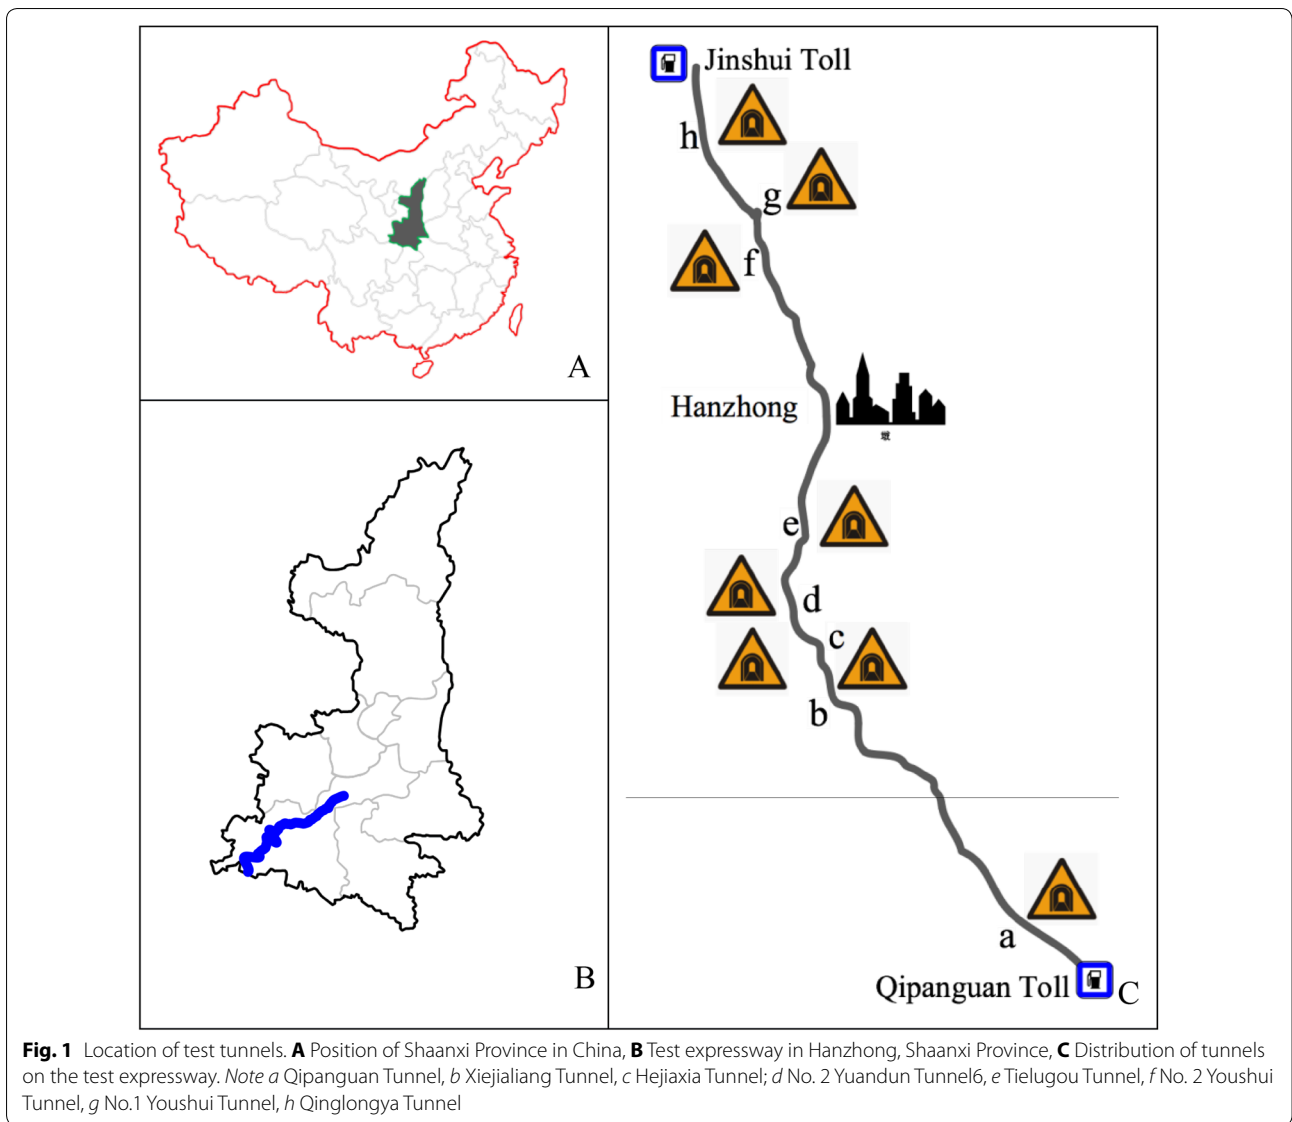 A
B
Jinshui Toll
h
g
f
Hanzhong
e
d
c
b
a
Qipanguan Toll
C
Fig. 1 Location of test tunnels. A Position of Shaanxi Province in China, B Test expressway in Hanzhong, Shaanxi Province, C Distribution of tunnels
on the test expressway. Note a Qipanguan Tunnel, b Xiejialiang Tunnel, c Hejiaxia Tunnel; d No. 2 Yuandun Tunnel6, e Tielugou Tunnel, f No. 2 Youshui
Tunnel, g No.1 Youshui Tunnel, h Qinglongya Tunnel